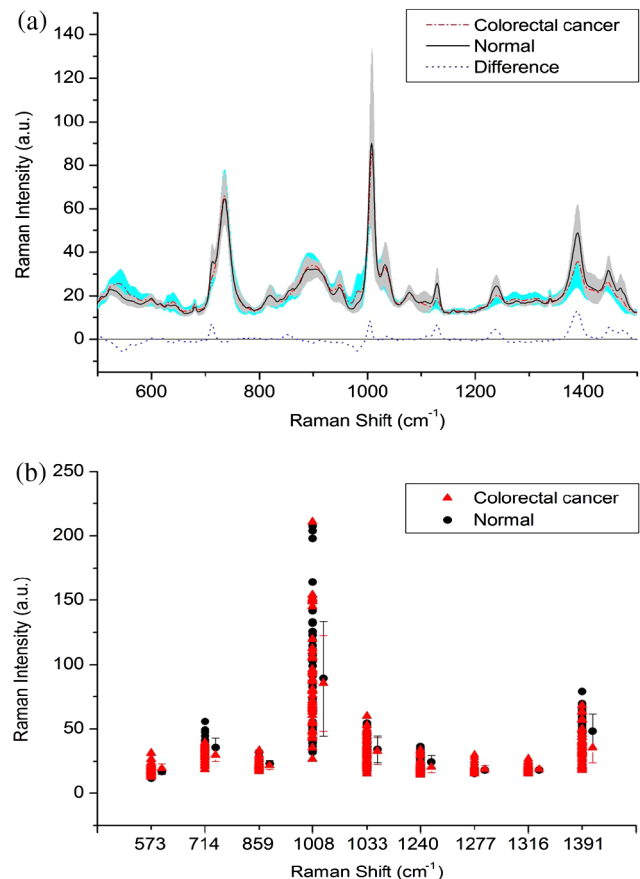 (a)
140
120
100
80
60
40
20
0
Raman Intensity (a.u.)
Colorectal cancer
Normal
Difference
600 800 1000 1200 1400
Raman Shift (cm⁻¹)
(b)
250
200
150
100
50
0
Raman Intensity (a.u.)
Colorectal cancer
Normal
573 714 859 1008 1033 1240 1277 1316 1391
Raman Shift (cm⁻¹)